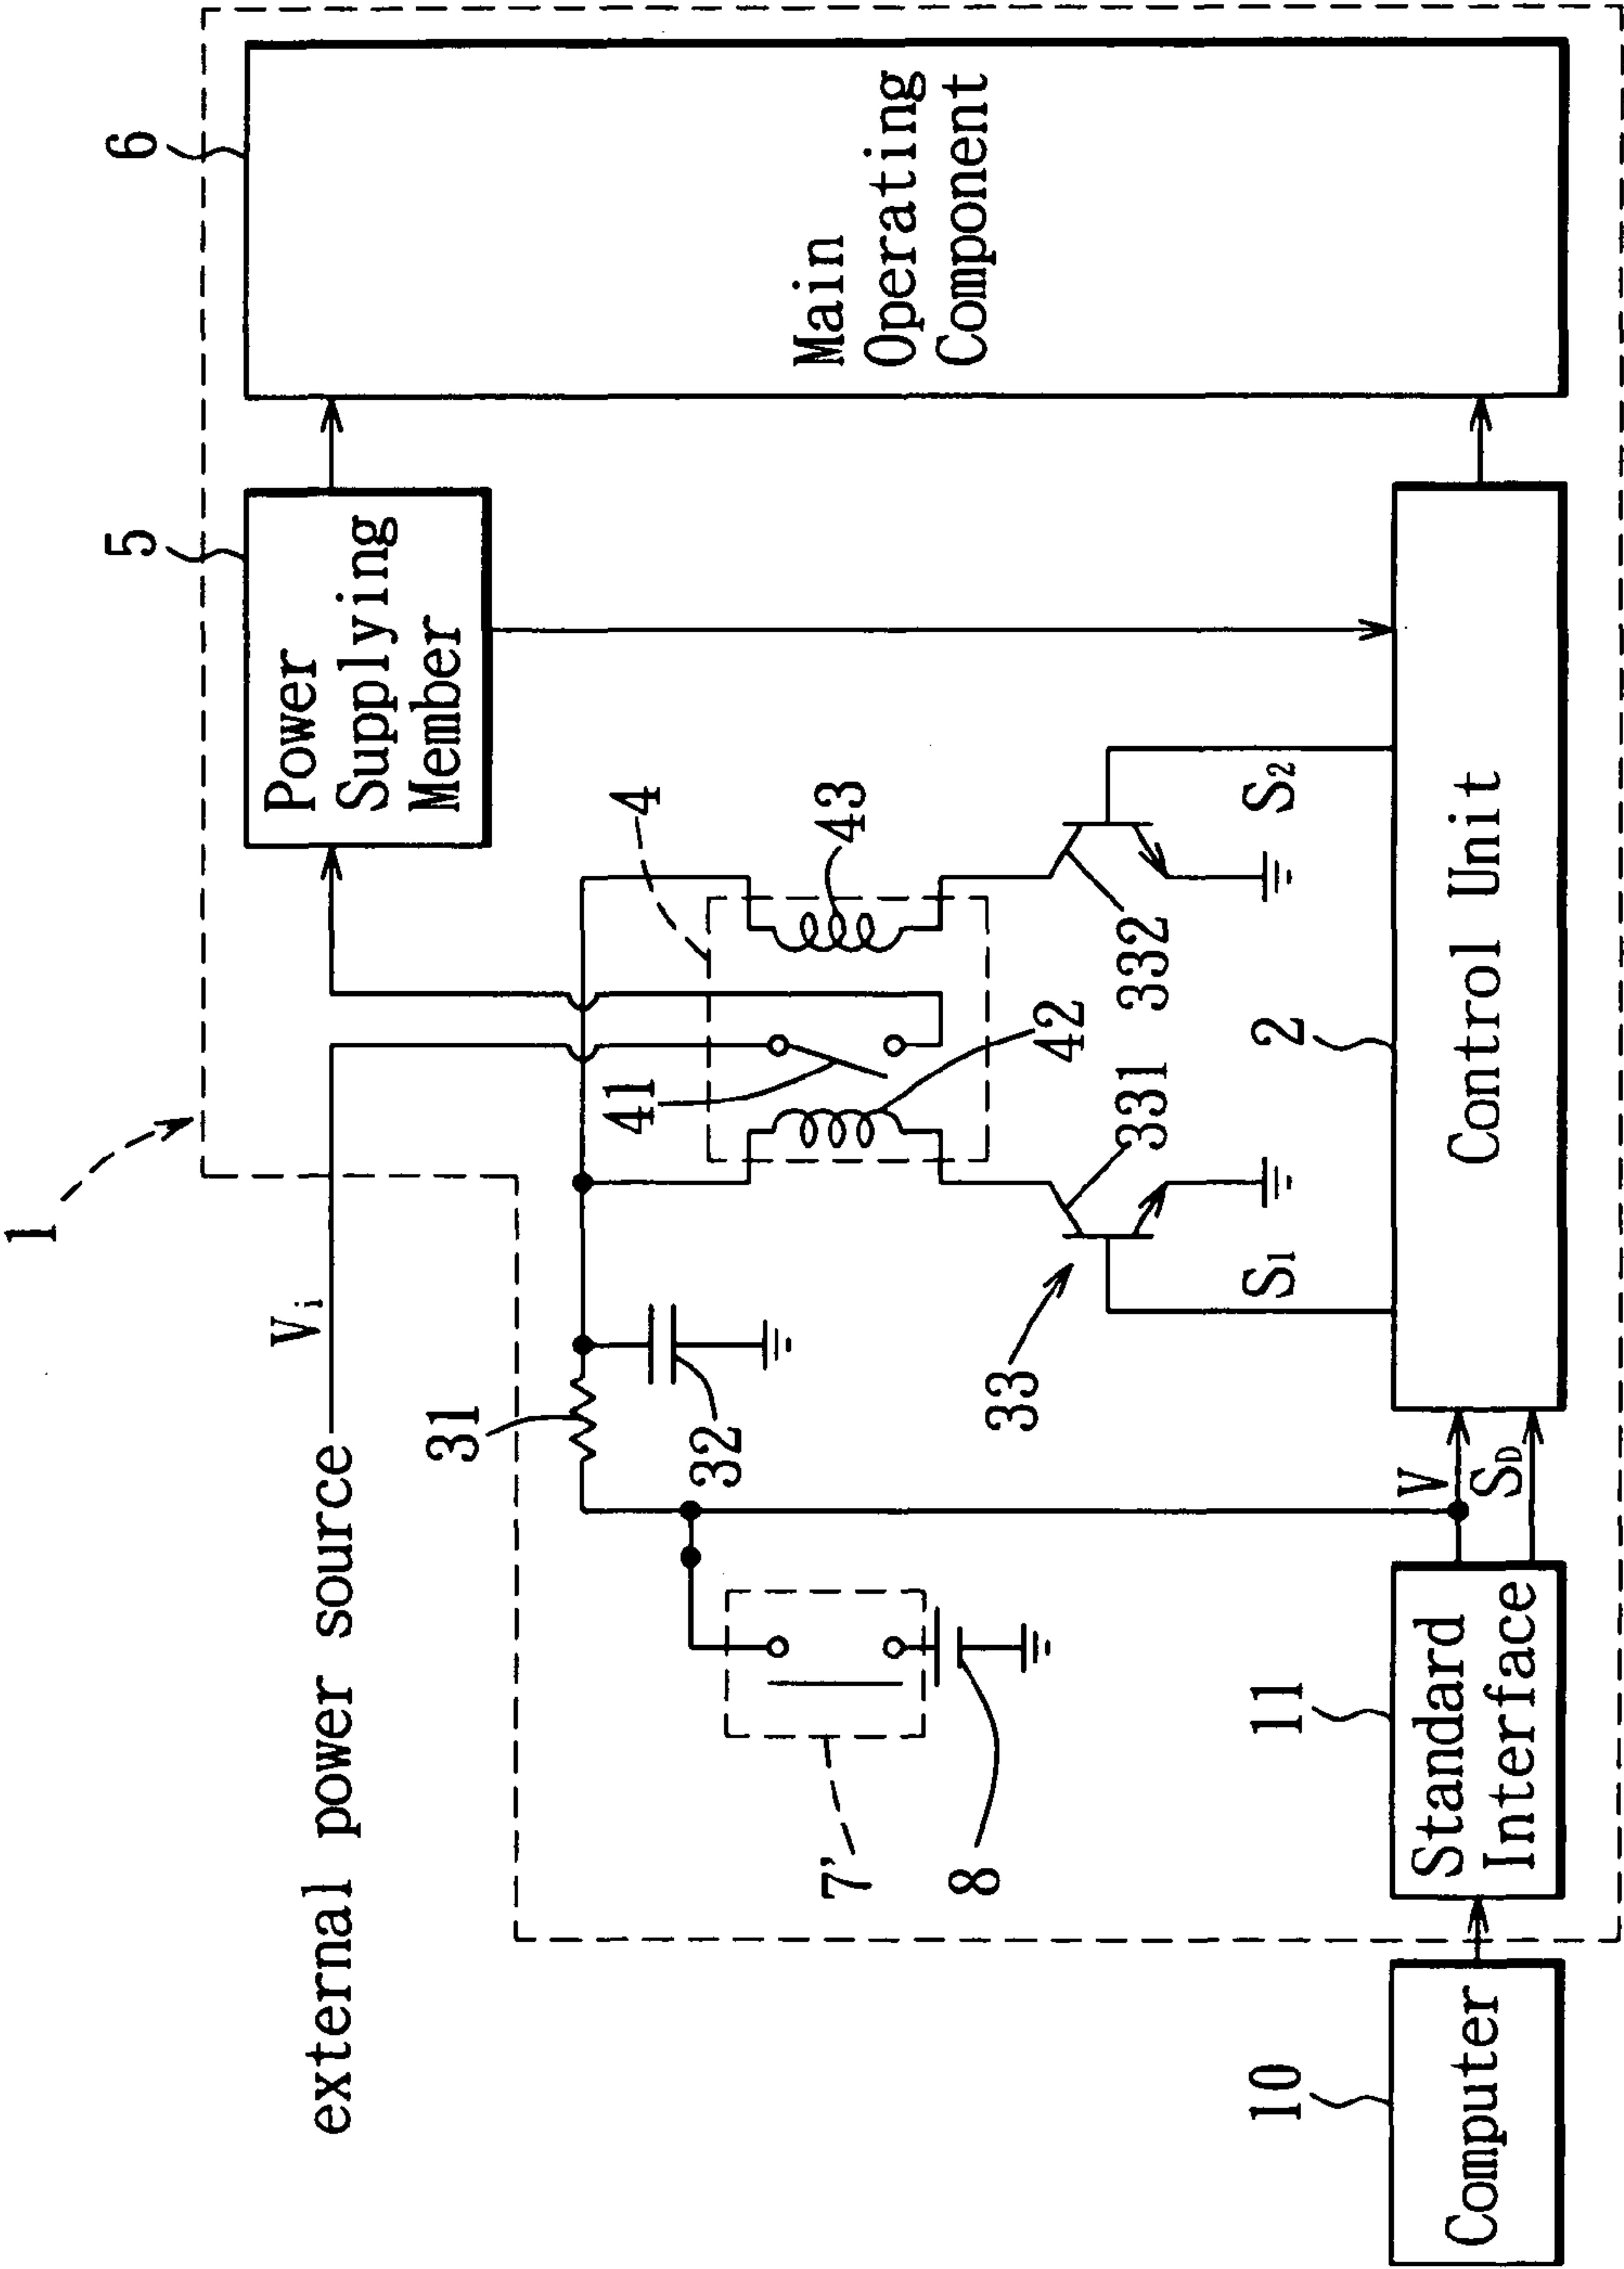 1
6
Main
Operating
Component
5
Power
Supplying
Member
external power source
Vi
4
43
41
42
31
32
33
331
332
S1
S2
2
Control Unit
7'
8
V
SD
11
Standard
Interface
10
Computer